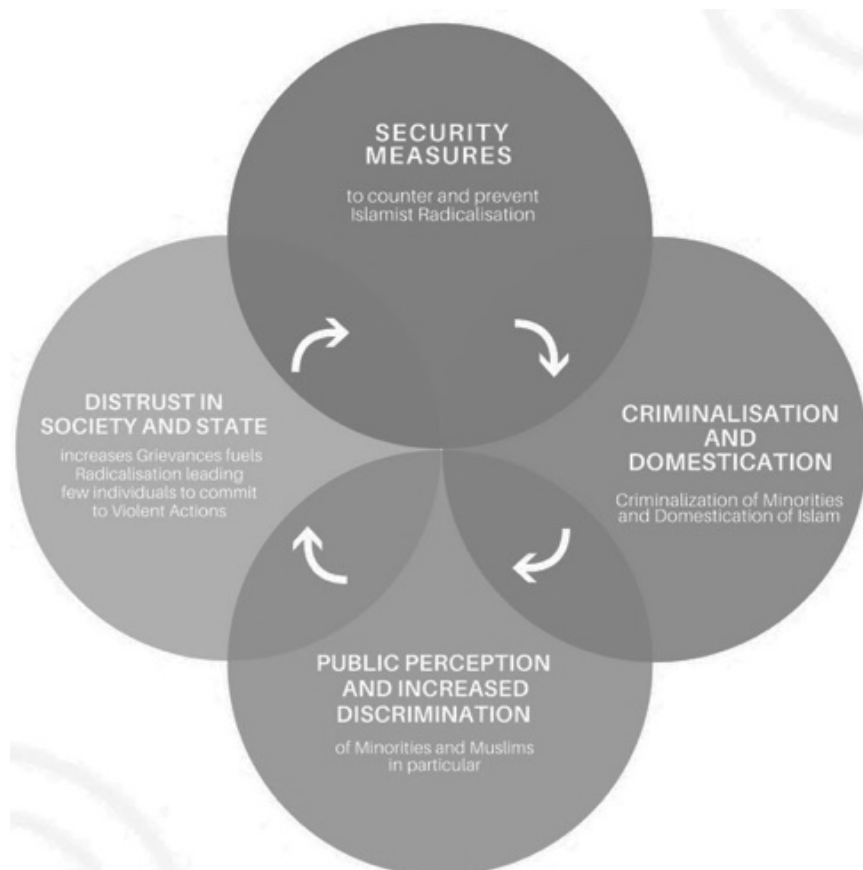 SECURITY
MEASURES
to counter and prevent
Islamist Radicalisation
DISTRUST IN
SOCIETY AND STATE
increases Grievances fuels
Radicalisation leading
few individuals to commit
to Violent Actions
CRIMINALISATION
AND
DOMESTICATION
Criminalization of Minorities
and Domestication of Islam
PUBLIC PERCEPTION
AND INCREASED
DISCRIMINATION
of Minorities and Muslims
in particular